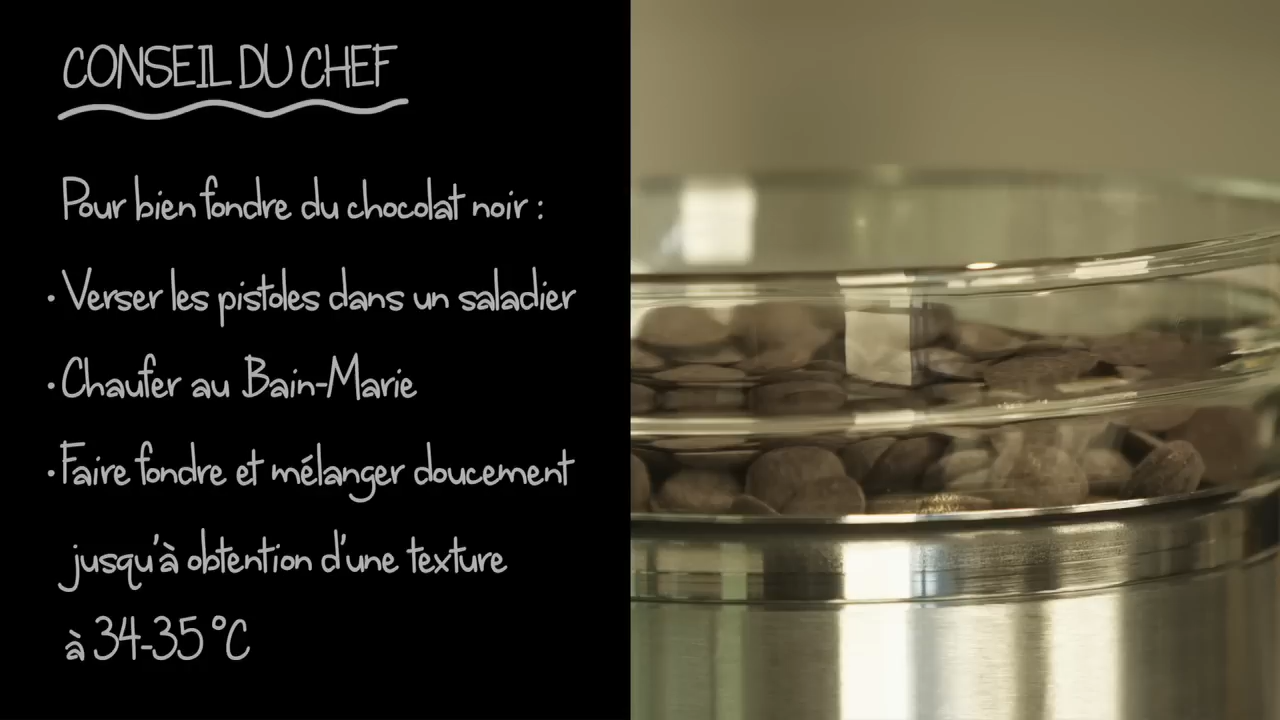 CONSEIL DU CHEF
Pour bien fondre du chocolat noir :
• Verser les pistoles dans un saladier
• Chaufer au Bain-Marie
• Faire fondre et mélanger doucement
jusqu'à obtention d'une texture
à 34-35 °C